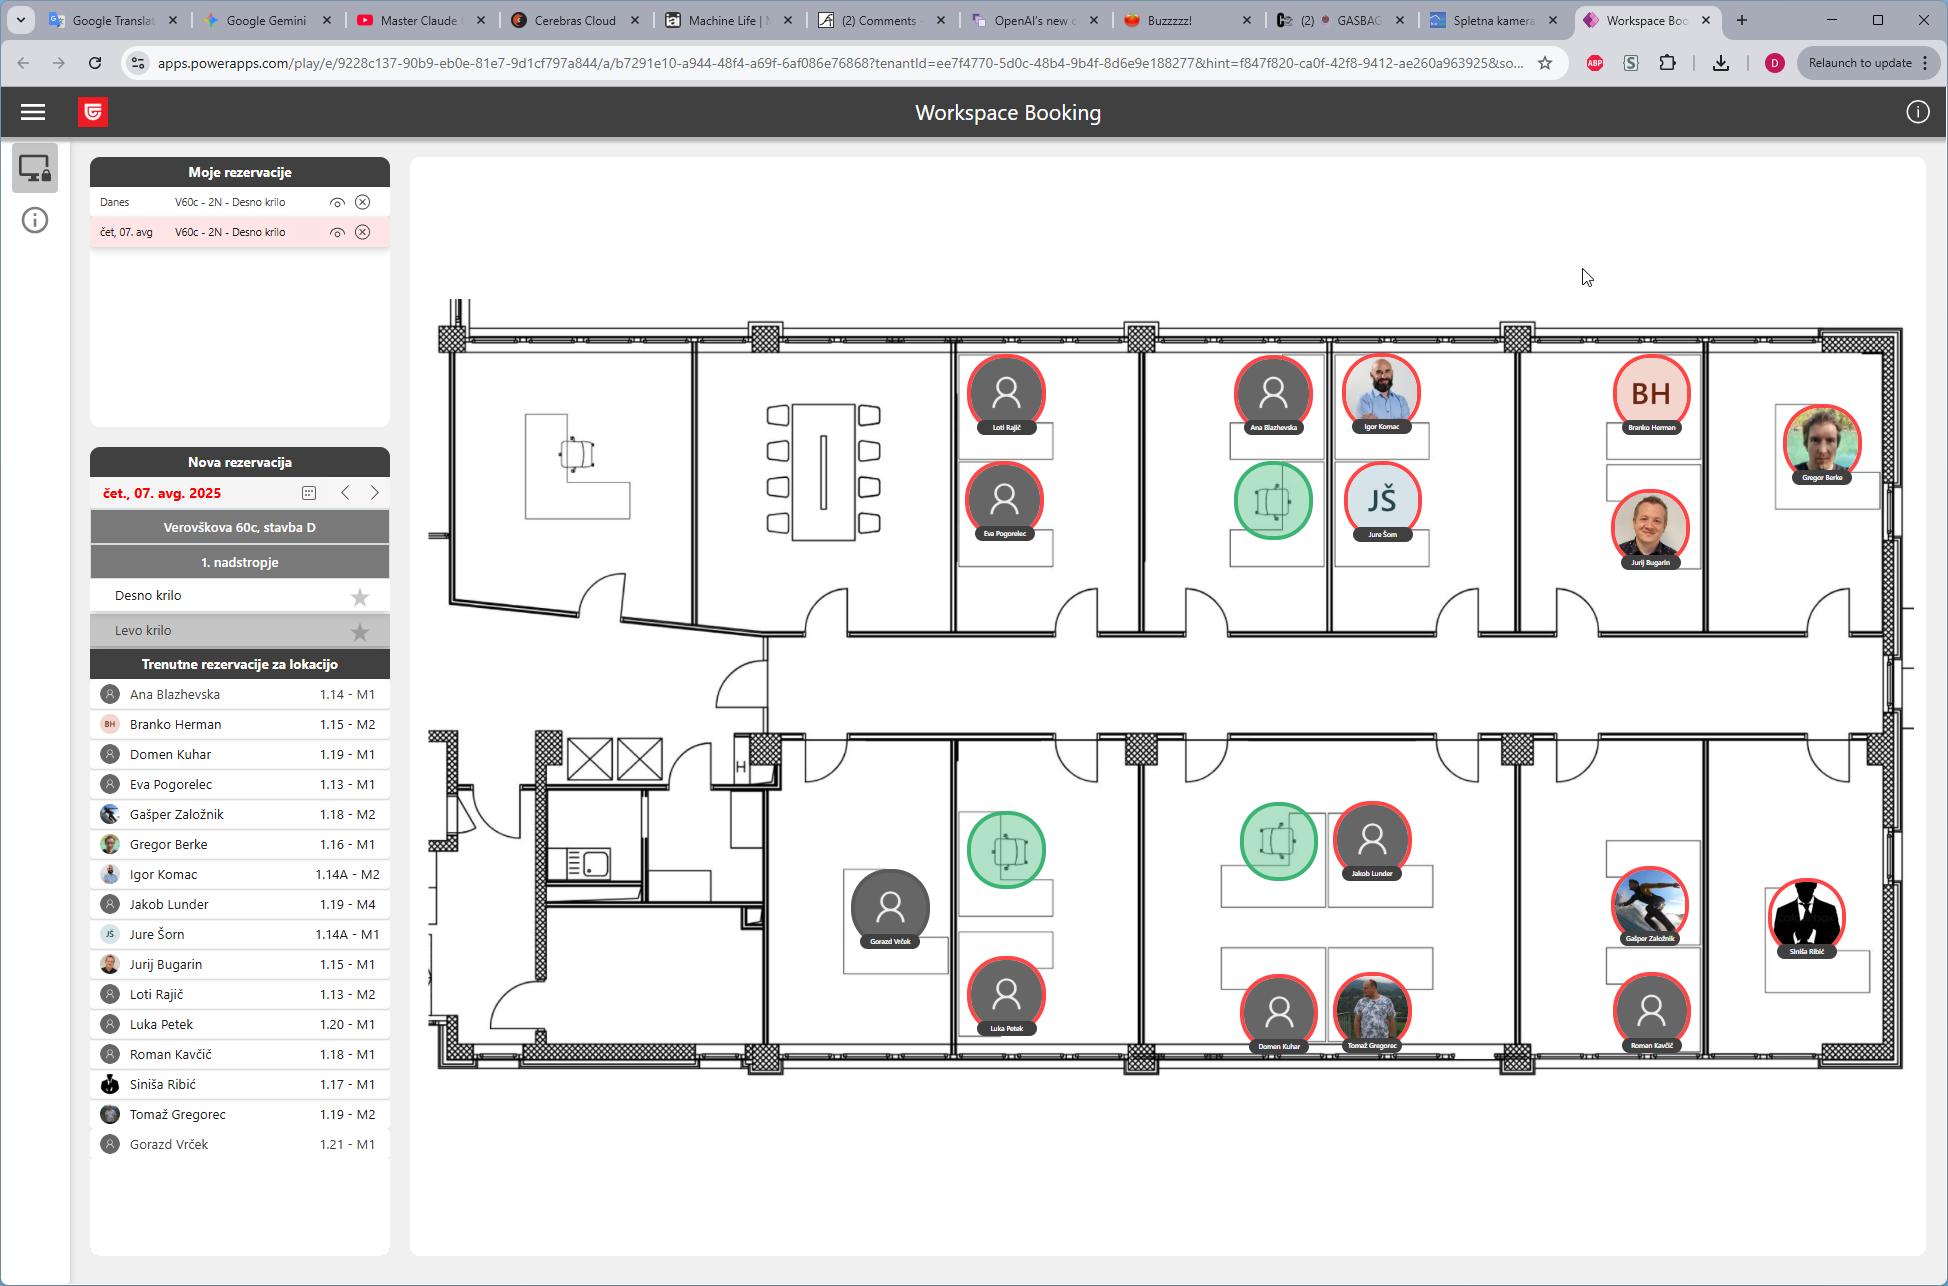 Google Translat
Google Gemini
Master Claude
Cerebras Cloud
Machine Life |
(2) Comments
OpenAI's new
Buzzzzz!
(2) GASBAG
Spletna kamera
Workspace Boo
apps.powerapps.com/play/e/9228c137-90b9-eb0e-81e7-9d1cf797a844/a/b7291e10-a944-48f4-a69f-6af086e76868?tenantId=ee7f4770-5d0c-48b4-9b4f-8d6e9e188277&hint=f847f820-ca0f-42f8-9412-ae260a963925&so...
ABP
S
D
Relaunch to update
Workspace Booking
Moje rezervacije
Danes V60c - 2N - Desno krilo
čet, 07. avg V60c - 2N - Desno krilo
Nova rezervacija
čet., 07. avg. 2025
Verovškova 60c, stavba D
1. nadstropje
Desno krilo
Levo krilo
Trenutne rezervacije za lokacijo
Ana Blazhevska 1.14 - M1
BH Branko Herman 1.15 - M2
Domen Kuhar 1.19 - M1
Eva Pogorelec 1.13 - M1
Gašper Založnik 1.18 - M2
Gregor Berke 1.16 - M1
Igor Komac 1.14A - M2
Jakob Lunder 1.19 - M4
JŠ Jure Šorn 1.14A - M1
Jurij Bugarin 1.15 - M1
Loti Rajič 1.13 - M2
Luka Petek 1.20 - M1
Roman Kavčič 1.18 - M1
Siniša Ribić 1.17 - M1
Tomaž Gregorec 1.19 - M2
Gorazd Vrček 1.21 - M1
Loti Rajič
Ana Blazhevska
Igor Komac
BH
Branko Herman
Gregor Berke
Eva Pogorelec
JŠ
Jure Šorn
Jurij Bugarin
H
Jakob Lunder
Gorazd Vrček
Gašper Založnik
Siniša Ribić
Luka Petek
Domen Kuhar
Tomaž Gregorec
Roman Kavčič